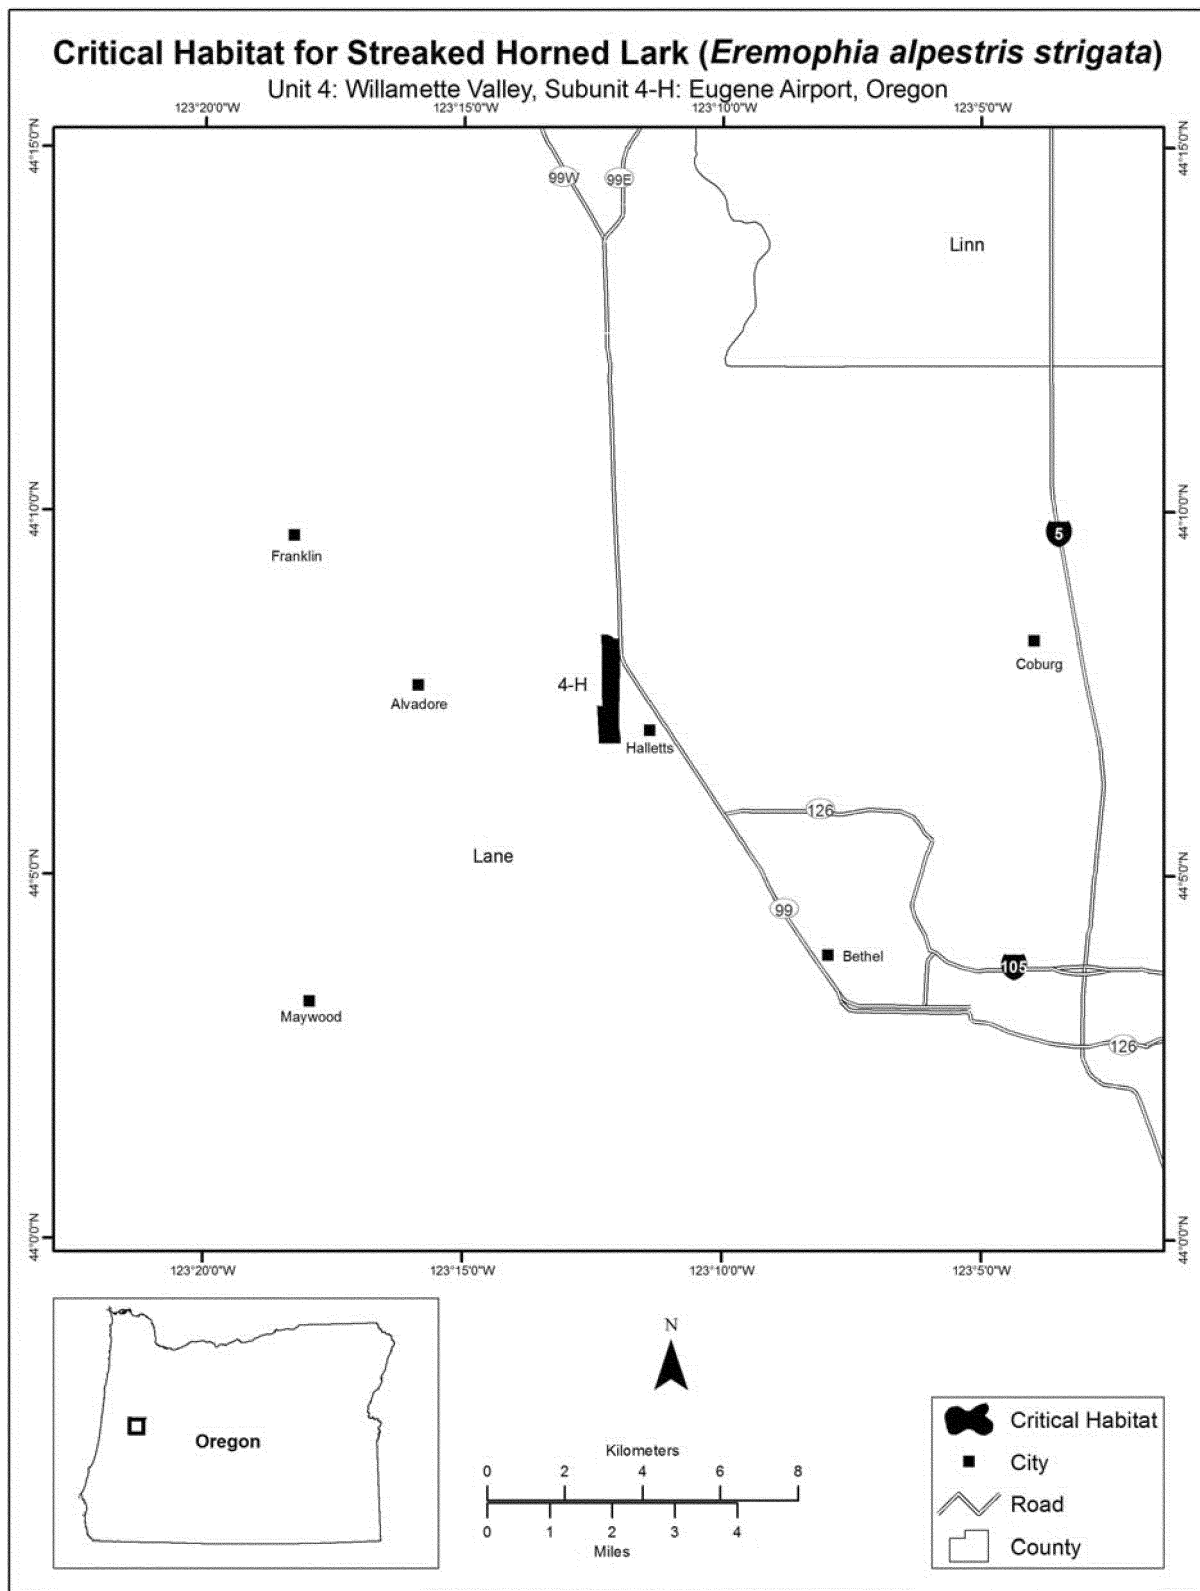 Critical Habitat for Streaked Horned Lark (Eremophia alpestris strigata)
Unit 4: Willamette Valley, Subunit 4-H: Eugene Airport, Oregon
123°20'0"W 123°15'0"W 123°10'0"W 123°5'0"W
44°15'0"N 44°15'0"N
99W 99E
Linn
44°10'0"N 44°10'0"N
5
Franklin
Coburg
4-H
Alvadore
Halletts
126
Lane
44°5'0"N 44°5'0"N
99
Bethel
105
Maywood
126
44°0'0"N 44°0'0"N
123°20'0"W 123°15'0"W 123°10'0"W 123°5'0"W
N
Oregon
Kilometers
0 2 4 6 8
0 1 2 3 4
Miles
Critical Habitat
City
Road
County